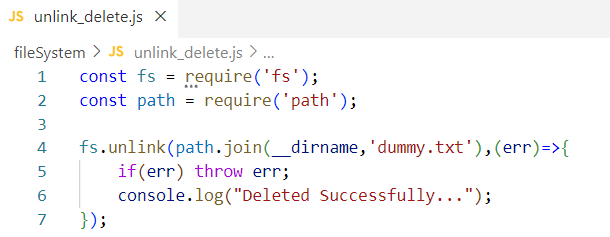 JS unlink_delete.js ×
fileSystem > JS unlink_delete.js > ...
1 const fs = require('fs');
2 const path = require('path');
3
4 fs.unlink(path.join(__dirname,'dummy.txt'),(err)=>{
5     if(err) throw err;
6     console.log("Deleted Successfully...");
7 });